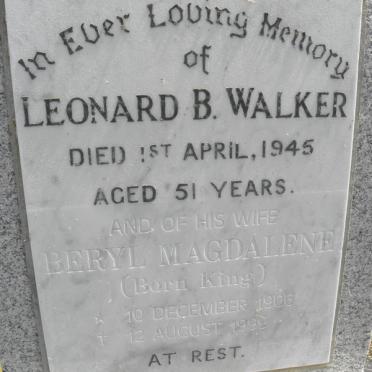 In Ever Loving Memory
of
LEONARD B. WALKER
DIED 1ST APRIL, 1945
AGED 51 YEARS.
AND OF HIS WIFE
BERYL MAGDALENE
(Born King)
* 10 DECEMBER 1906
† 12 AUGUST
AT REST.